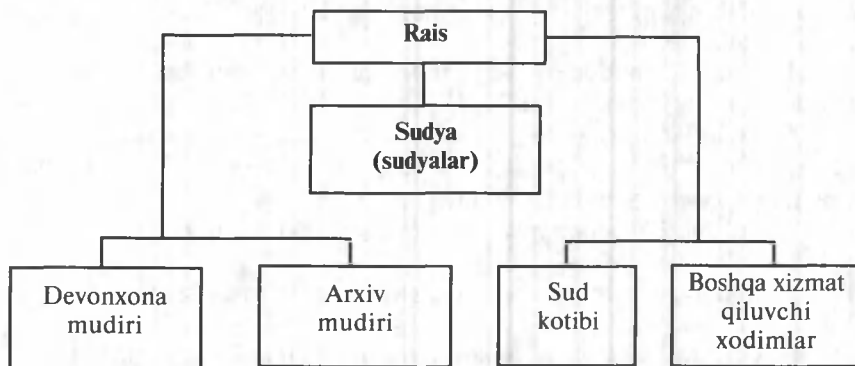 Rais
Sudya
(sudyalar)
Devonxona
mudiri
Arxiv
mudiri
Sud
kotibi
Boshqa xizmat
qiluvchi
xodimlar